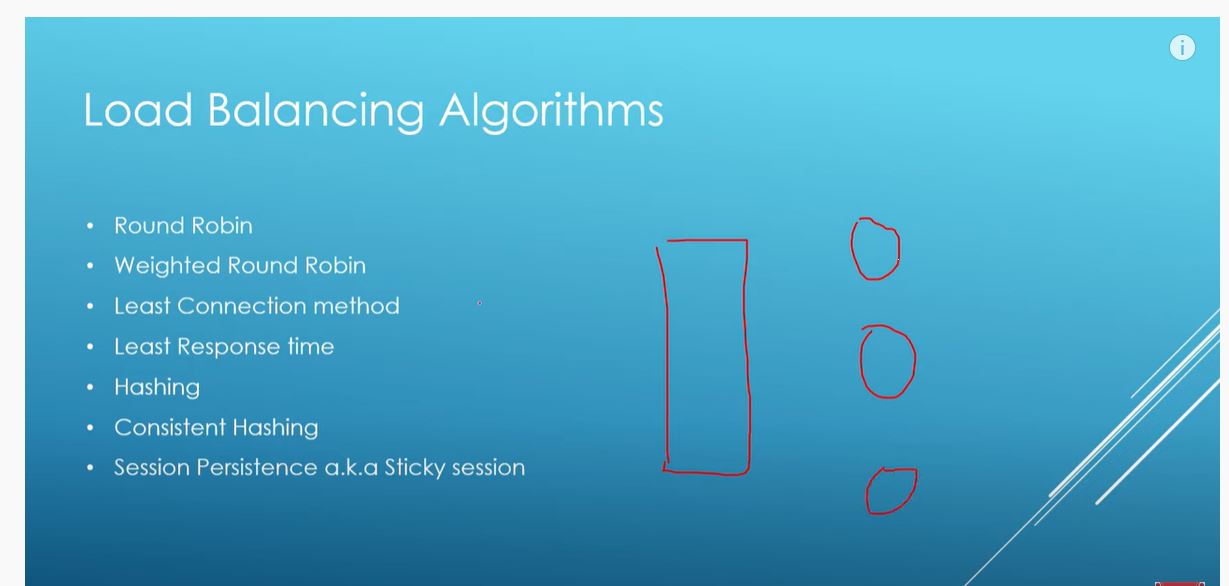 Load Balancing Algorithms
• Round Robin
• Weighted Round Robin
• Least Connection method
• Least Response time
• Hashing
• Consistent Hashing
• Session Persistence a.k.a Sticky session